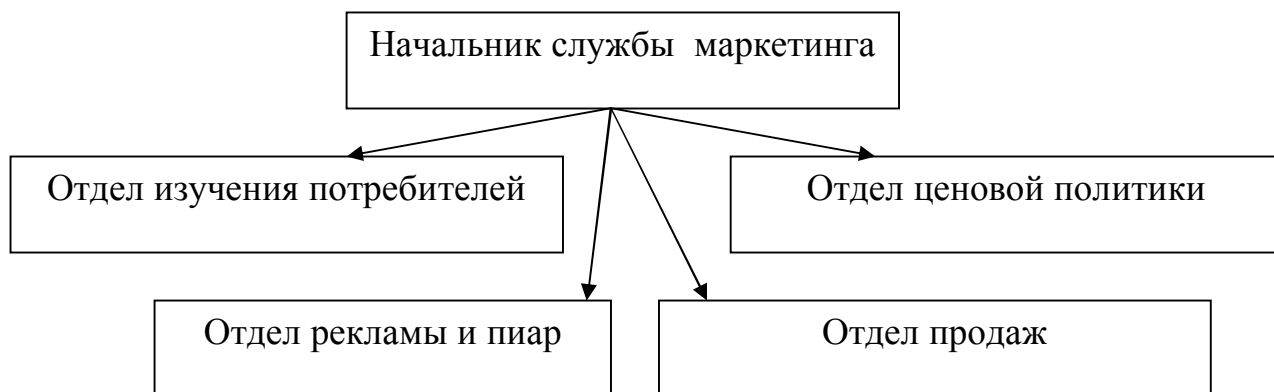 Начальник службы маркетинга
Отдел изучения потребителей
Отдел ценовой политики
Отдел рекламы и пиар
Отдел продаж